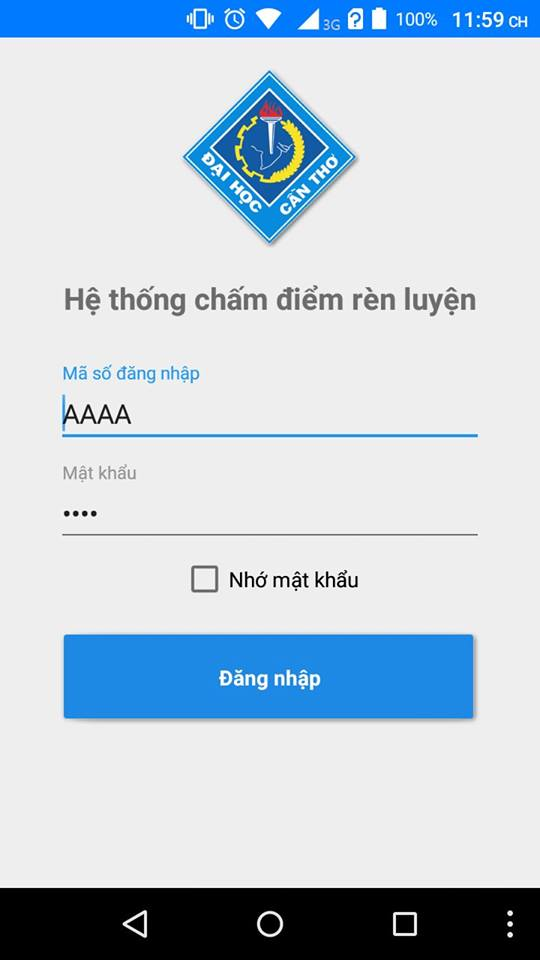 3G 100% 11:59 CH
ĐẠI HỌC CẦN THƠ
Hệ thống chấm điểm rèn luyện
Mã số đăng nhập
AAAA
Mật khẩu
••••
Nhớ mật khẩu
Đăng nhập